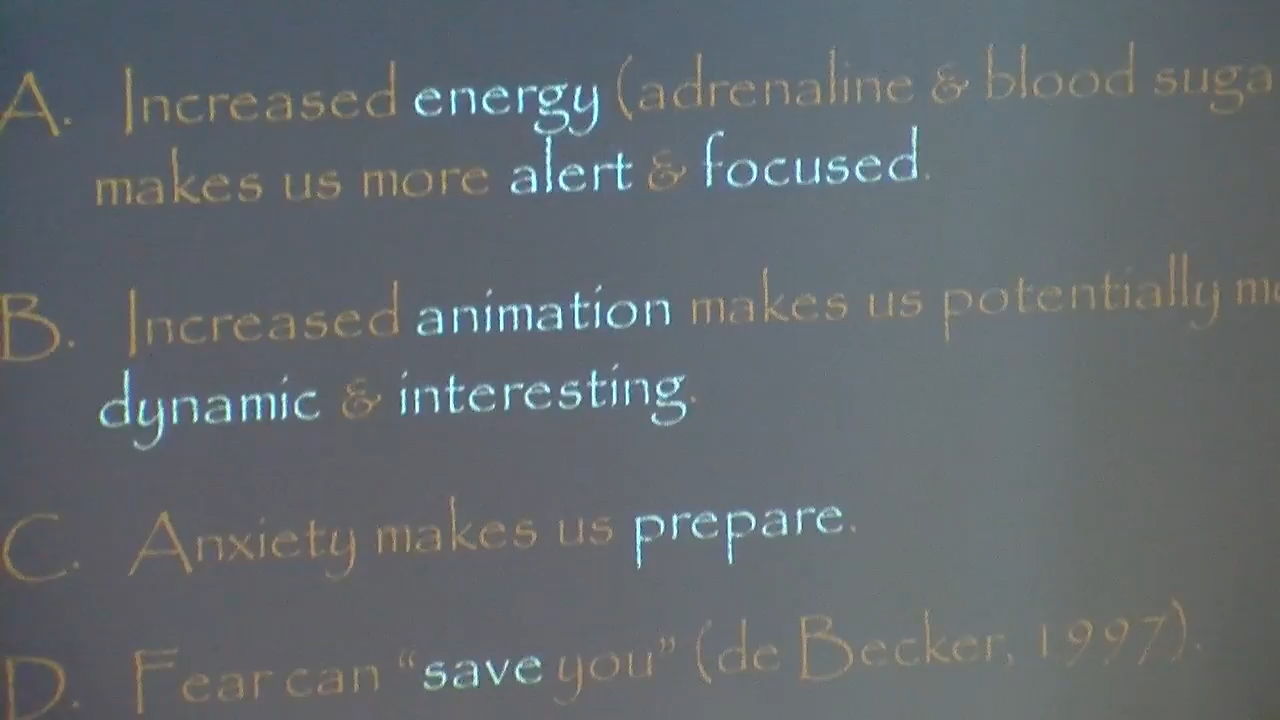 A. Increased energy (adrenaline & blood suga
makes us more alert & focused.
B. Increased animation makes us potentially
dynamic & interesting.
C. Anxiety makes us prepare.
D. Fear can “save you” (de Becker, 1997).